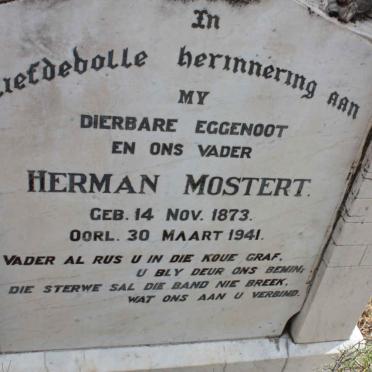 In
Liefdevolle herinnering aan
MY
DIERBARE EGGENOOT
EN ONS VADER
HERMAN MOSTERT.
GEB. 14 NOV. 1873.
OORL. 30 MAART 1941.
VADER AL RUS U IN DIE KOUE GRAF,
U BLY DEUR ONS BEMIN;
DIE STERWE SAL DIE BAND NIE BREEK,
WAT ONS AAN U VERBIND.